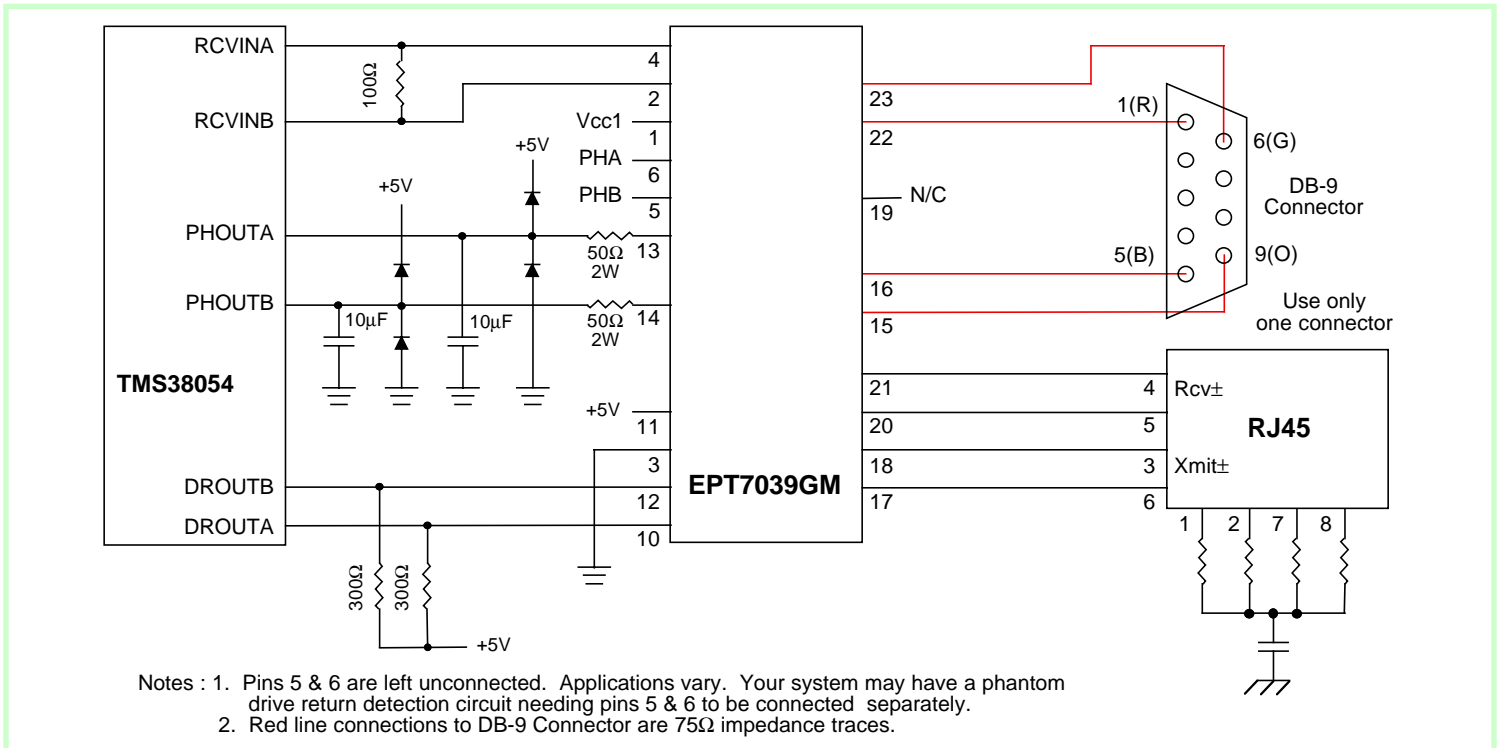 RCVINA
100Ω
RCVINB
PHOUTA
PHOUTB
TMS38054
DROUTB
DROUTA
+5V
+5V
10µF
10µF
50Ω
2W
50Ω
2W
300Ω
300Ω
+5V
Vcc1
PHA
PHB
+5V
4
2
1
6
5
13
14
11
3
12
10
EPT7039GM
23
22
19
N/C
16
15
21
20
18
17
1(R)
6(G)
DB-9
Connector
5(B)
9(O)
Use only
one connector
4 Rcv±
5
RJ45
3 Xmit±
6
1 2 7 8
Notes : 1. Pins 5 & 6 are left unconnected. Applications vary. Your system may have a phantom
drive return detection circuit needing pins 5 & 6 to be connected separately.
2. Red line connections to DB-9 Connector are 75Ω impedance traces.